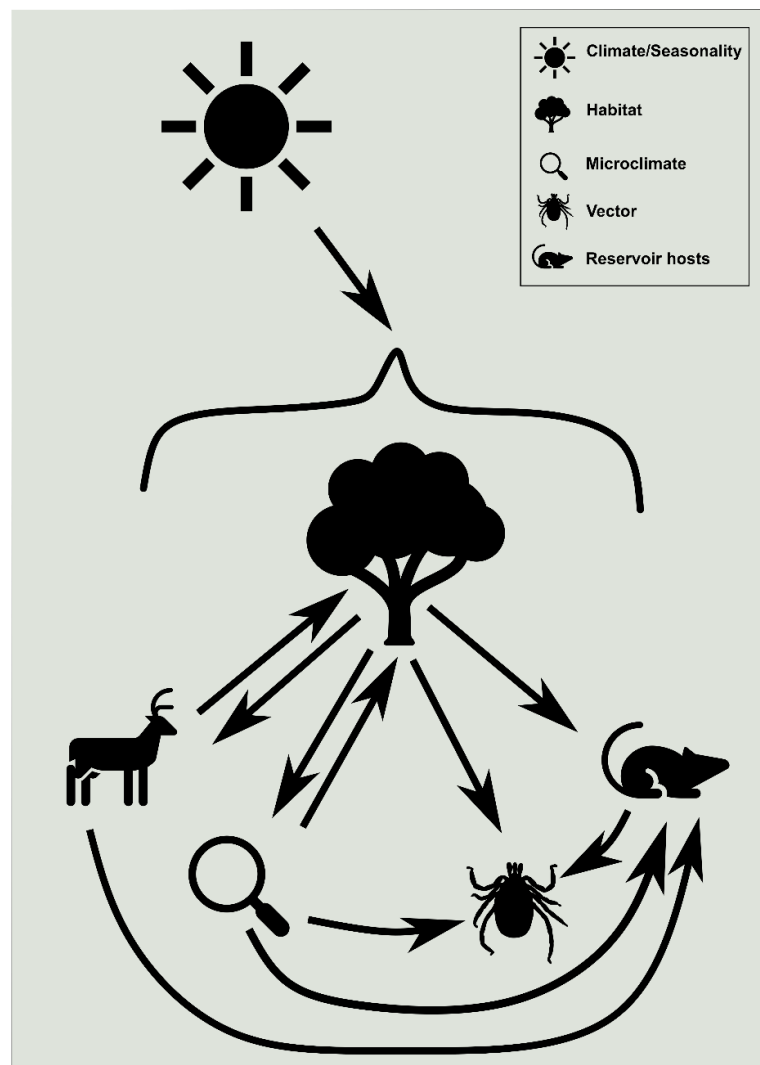 Climate/Seasonality
Habitat
Microclimate
Vector
Reservoir hosts